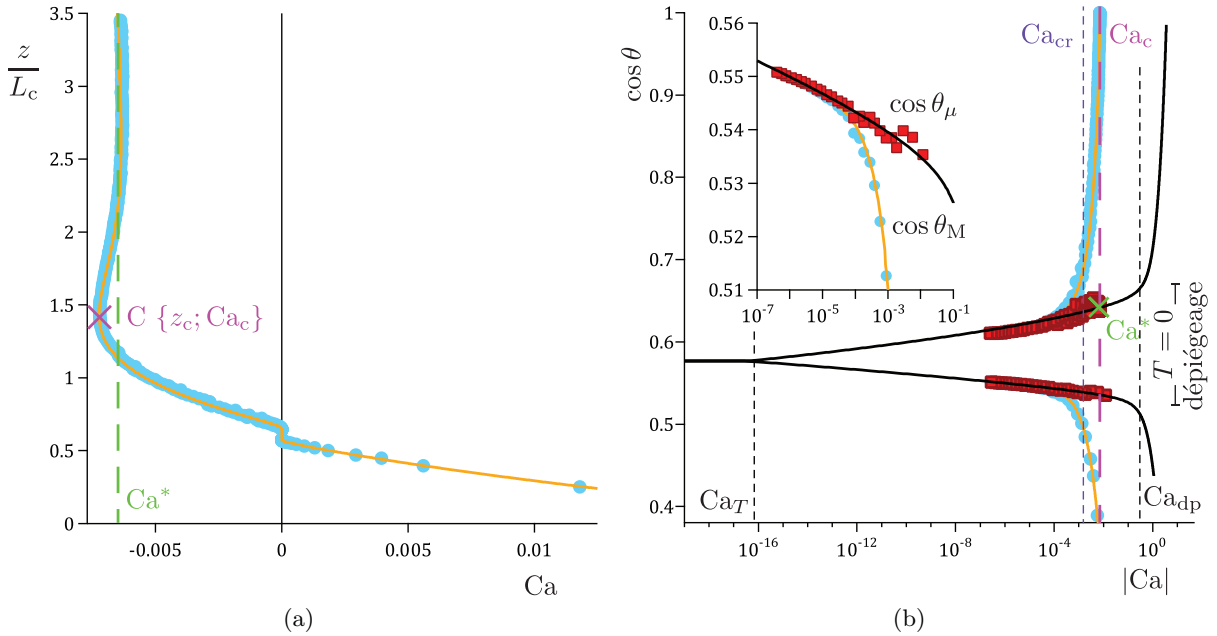 z
L_c
3.5
3
2.5
2
1.5
1
0.5
0
C {z_c; Ca_c}
Ca*
-0.005
0
0.005
0.01
Ca
(a)
cos θ
1
0.9
0.8
0.7
0.6
0.5
0.4
0.56
0.55
0.54
0.53
0.52
0.51
10^-7
10^-5
10^-3
10^-1
cos θ_μ
cos θ_M
Ca_cr
Ca_c
Ca*
T = 0
dépiégeage
Ca_T
Ca_dp
10^-16
10^-12
10^-8
10^-4
10^0
|Ca|
(b)